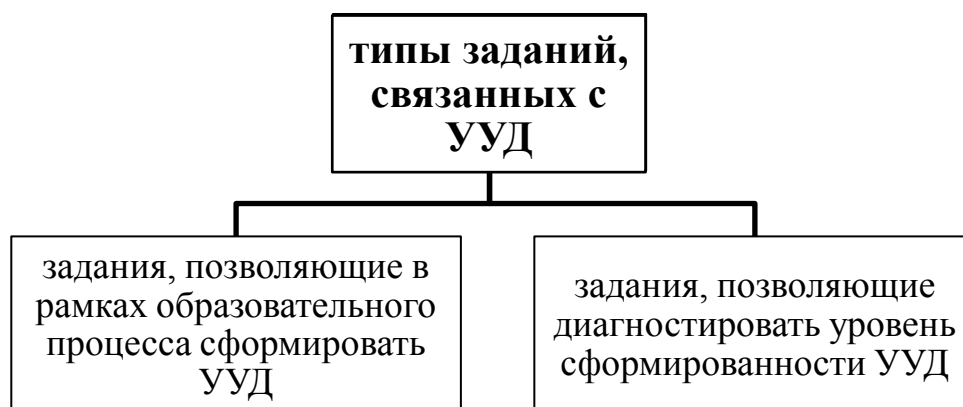 типы заданий,
связанных с
УУД
задания, позволяющие в
рамках образовательного
процесса сформировать
УУД
задания, позволяющие
диагностировать уровень
сформированности УУД